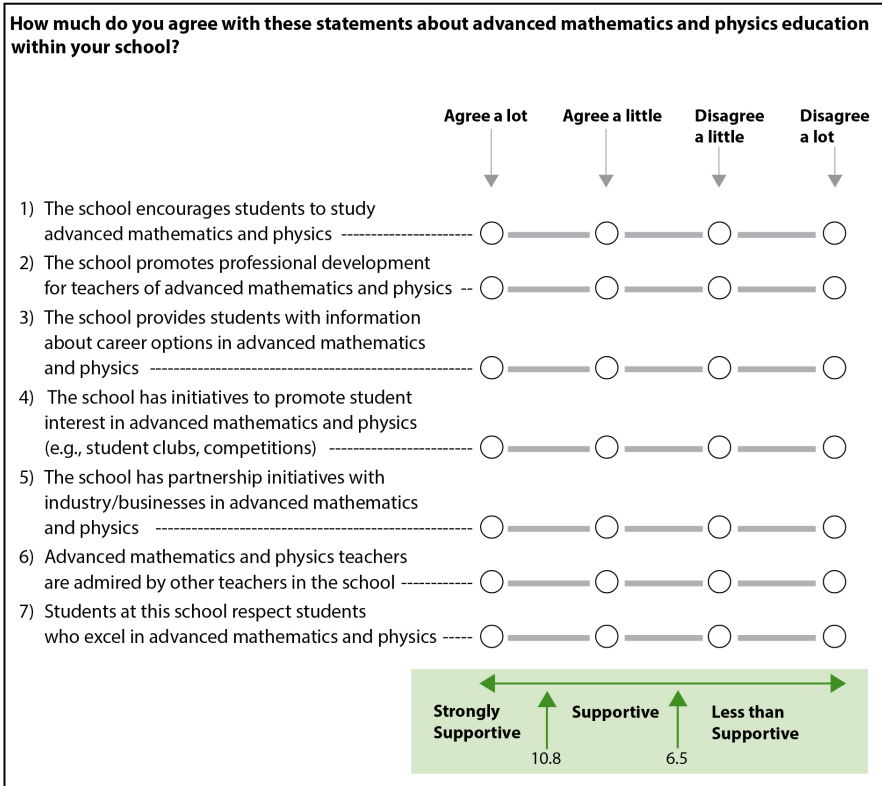 How much do you agree with these statements about advanced mathematics and physics education
within your school?
Agree a lot
Agree a little
Disagree
a little
Disagree
a lot
1) The school encourages students to study
advanced mathematics and physics ----------------------
2) The school promotes professional development
for teachers of advanced mathematics and physics --
3) The school provides students with information
about career options in advanced mathematics
and physics ------------------------------------------------------
4) The school has initiatives to promote student
interest in advanced mathematics and physics
(e.g., student clubs, competitions) ------------------------
5) The school has partnership initiatives with
industry/businesses in advanced mathematics
and physics -----------------------------------------------------
6) Advanced mathematics and physics teachers
are admired by other teachers in the school ------------
7) Students at this school respect students
who excel in advanced mathematics and physics -----
Strongly
Supportive
Supportive
Less than
Supportive
10.8
6.5